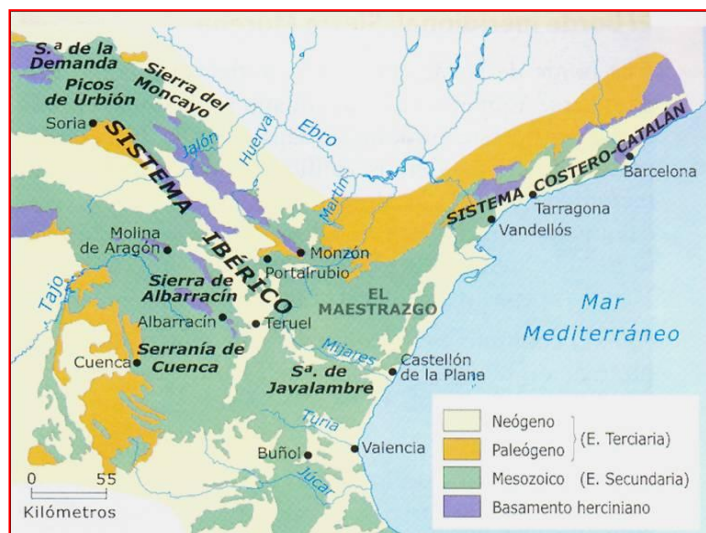 S.ª de la
Demanda
Picos
de Urbión
Sierra del
Moncayo
Soria
SISTEMA IBÉRICO
Jalón
Huerva
Ebro
Martín
SISTEMA COSTERO-CATALÁN
Barcelona
Tarragona
Vandellós
Molina
de Aragón
Monzón
Portalrubio
Tajo
Sierra de
Albarracín
EL
MAESTRAZGO
Mar
Mediterráneo
Albarracín
Teruel
Cuenca
Serranía de
Cuenca
Mijares
S.ª de
Javalambre
Castellón
de la Plana
Turia
Buñol
Valencia
Júcar
0 55
Kilómetros
Neógeno
Paleógeno
(E. Terciaria)
Mesozoico (E. Secundaria)
Basamento herciniano